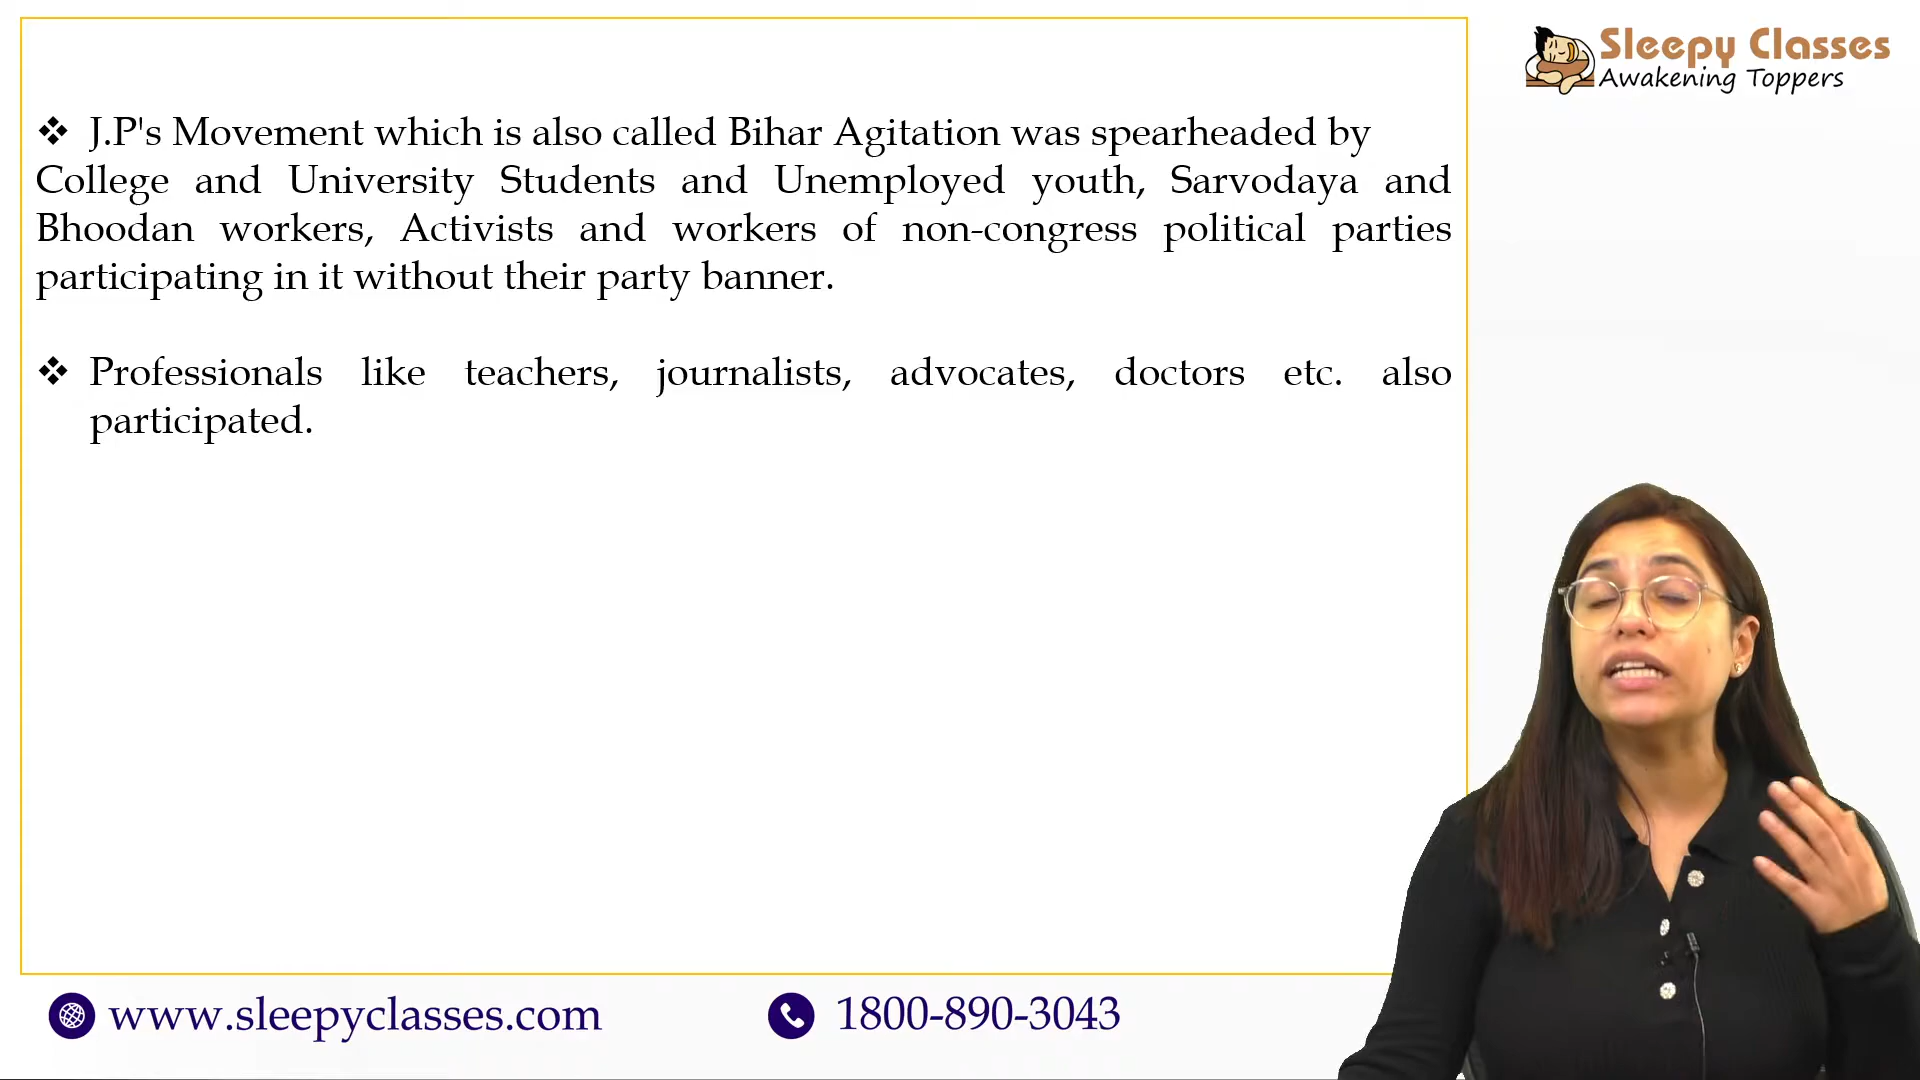 Sleepy Classes
Awakening Toppers
❖ J.P's Movement which is also called Bihar Agitation was spearheaded by
College and University Students and Unemployed youth, Sarvodaya and
Bhoodan workers, Activists and workers of non-congress political parties
participating in it without their party banner.
❖ Professionals like teachers, journalists, advocates, doctors etc. also
participated.
www.sleepyclasses.com
1800-890-3043